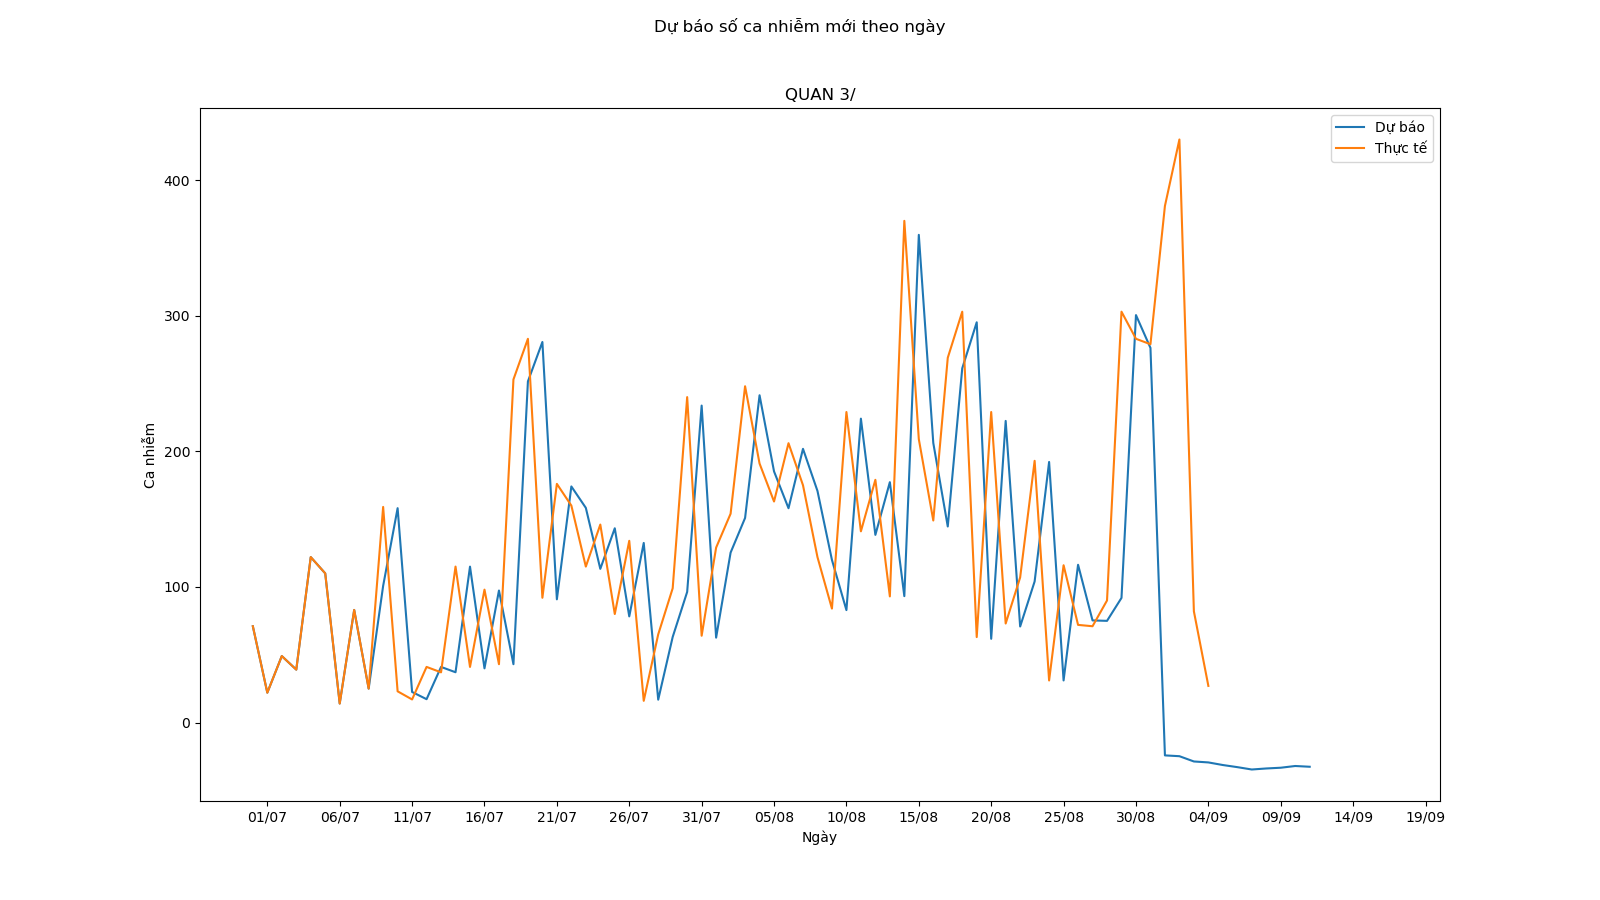 Dự báo số ca nhiễm mới theo ngày
QUAN 3/
Dự báo
Thực tế
400
300
200
100
0
Ca nhiễm
01/07 06/07 11/07 16/07 21/07 26/07 31/07 05/08 10/08 15/08 20/08 25/08 30/08 04/09 09/09 14/09 19/09
Ngày